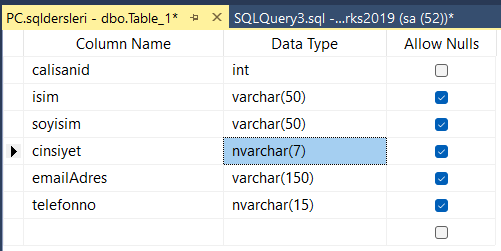 PC.sqldersleri - dbo.Table_1* SQLQuery3.sql -...rks2019 (sa (52))*
Column Name Data Type Allow Nulls
calisanid int
isim varchar(50)
soyisim varchar(50)
cinsiyet nvarchar(7)
emailAdres varchar(150)
telefonno nvarchar(15)